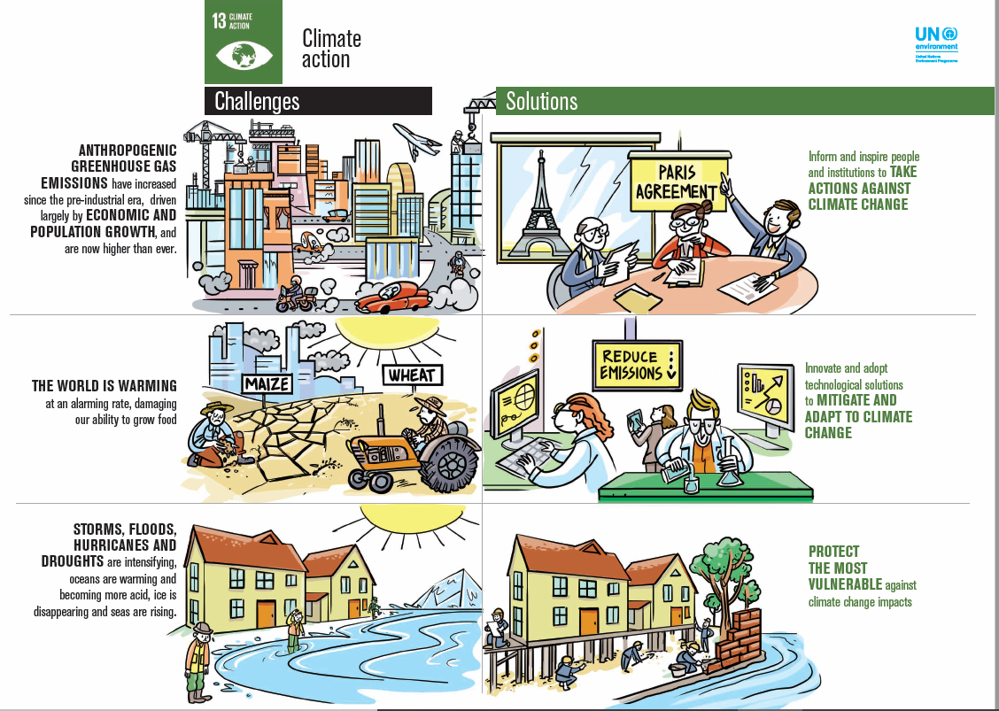 13 CLIMATE
ACTION
Climate
action
UN
environment
United Nations
Environment Programme
Challenges
Solutions
ANTHROPOGENIC
GREENHOUSE GAS
EMISSIONS have increased
since the pre-industrial era, driven
largely by ECONOMIC AND
POPULATION GROWTH, and
are now higher than ever.
PARIS
AGREEMENT
Inform and inspire people
and institutions to TAKE
ACTIONS AGAINST
CLIMATE CHANGE
THE WORLD IS WARMING
at an alarming rate, damaging
our ability to grow food
MAIZE
WHEAT
REDUCE
EMISSIONS
Innovate and adopt
technological solutions
to MITIGATE AND
ADAPT TO CLIMATE
CHANGE
STORMS, FLOODS,
HURRICANES AND
DROUGHTS are intensifying,
oceans are warming and
becoming more acid, ice is
disappearing and seas are rising.
PROTECT
THE MOST
VULNERABLE against
climate change impacts